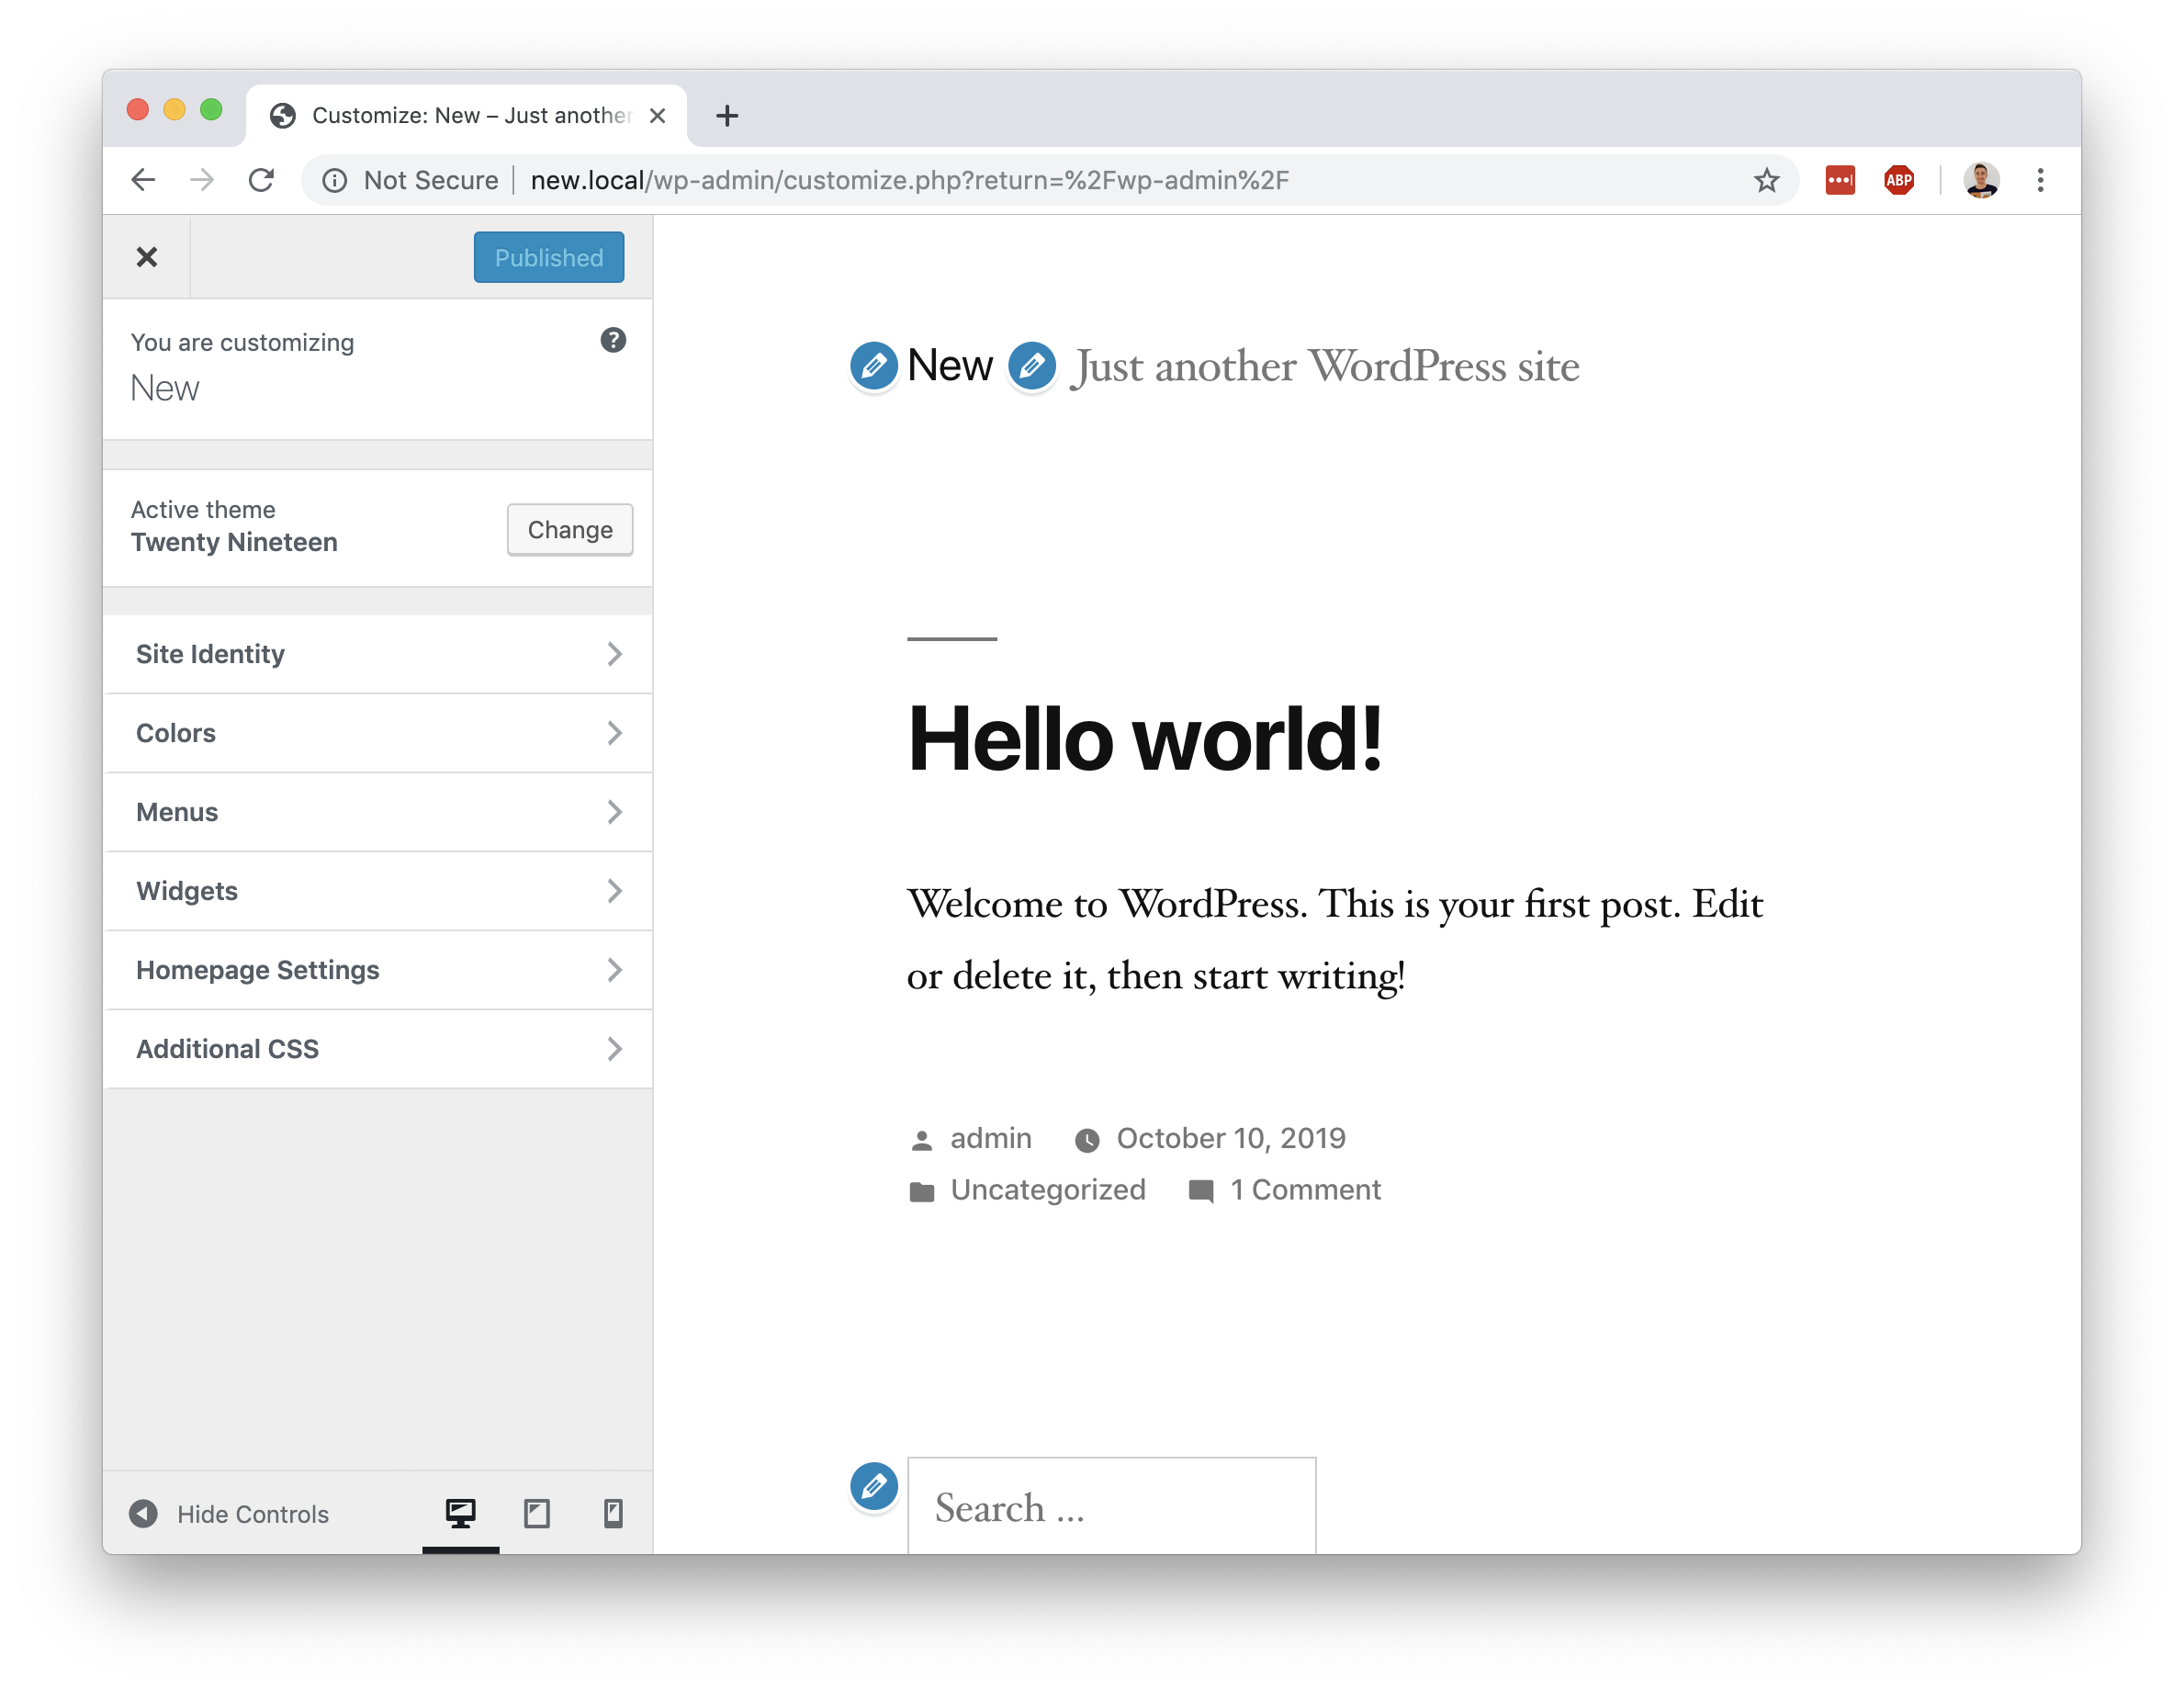 Customize: New – Just another
Not Secure new.local/wp-admin/customize.php?return=%2Fwp-admin%2F
ABP
Published
You are customizing
New
Active theme
Twenty Nineteen
Change
Site Identity
Colors
Menus
Widgets
Homepage Settings
Additional CSS
Hide Controls
New Just another WordPress site
Hello world!
Welcome to WordPress. This is your first post. Edit
or delete it, then start writing!
admin October 10, 2019
Uncategorized 1 Comment
Search ...